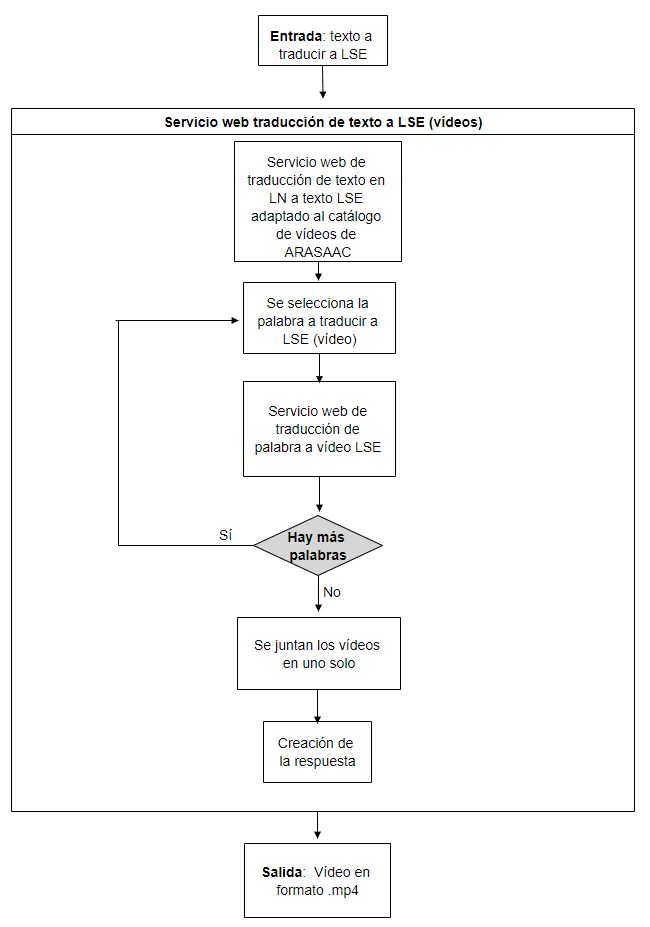 Entrada: texto a
traducir a LSE
Servicio web traducción de texto a LSE (vídeos)
Servicio web de
traducción de texto en
LN a texto LSE
adaptado al catálogo
de vídeos de
ARASAAC
Se selecciona la
palabra a traducir a
LSE (vídeo)
Servicio web de
traducción de
palabra a vídeo LSE
Sí
Hay más
palabras
No
Se juntan los vídeos
en uno solo
Creación de
la respuesta
Salida: Vídeo en
formato .mp4